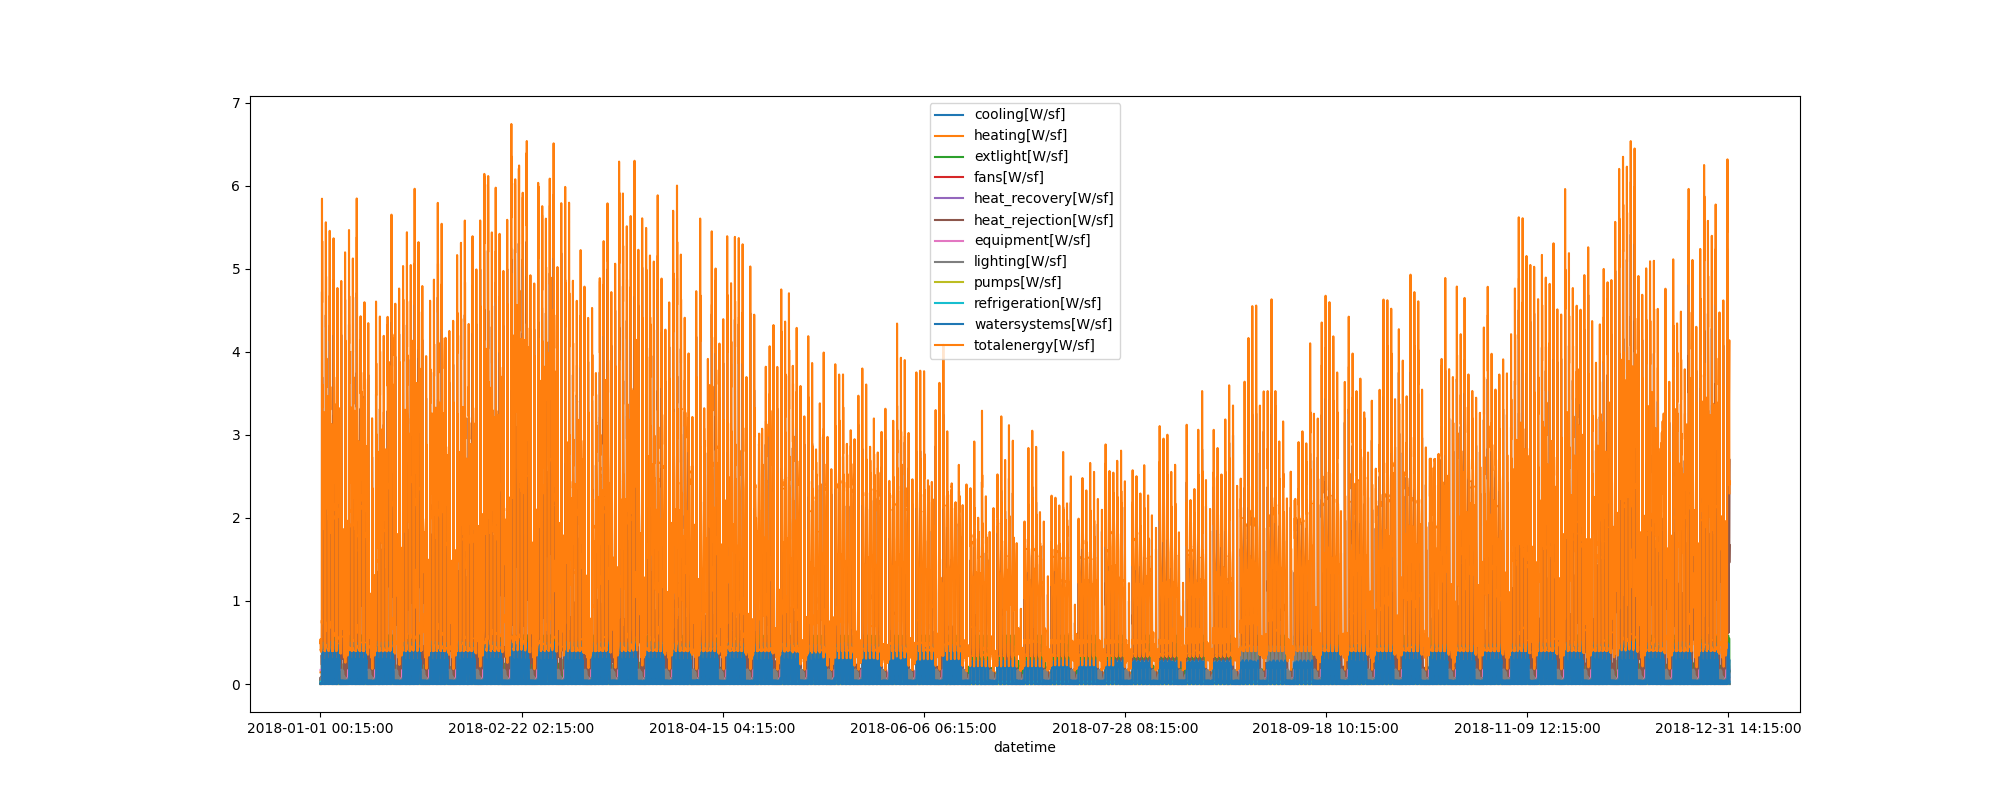 7
6
5
4
3
2
1
0
cooling[W/sf]
heating[W/sf]
extlight[W/sf]
fans[W/sf]
heat_recovery[W/sf]
heat_rejection[W/sf]
equipment[W/sf]
lighting[W/sf]
pumps[W/sf]
refrigeration[W/sf]
watersystems[W/sf]
totalenergy[W/sf]
2018-01-01 00:15:00 2018-02-22 02:15:00 2018-04-15 04:15:00 2018-06-06 06:15:00 2018-07-28 08:15:00 2018-09-18 10:15:00 2018-11-09 12:15:00 2018-12-31 14:15:00
datetime